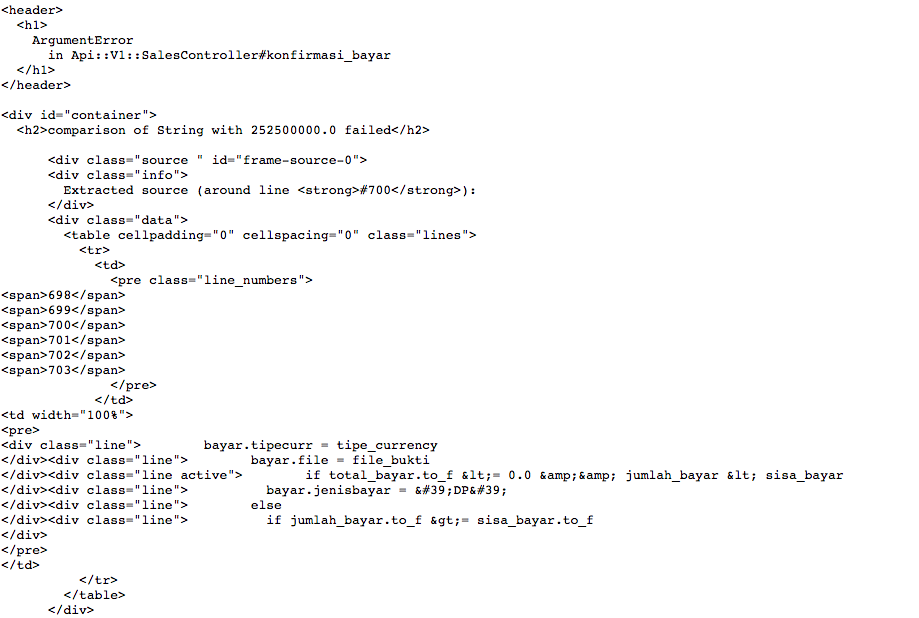 <header>
  <h1>
    ArgumentError
      in Api::V1::SalesController#konfirmasi_bayar
  </h1>
</header>

<div id="container">
  <h2>comparison of String with 252500000.0 failed</h2>

      <div class="source " id="frame-source-0">
      <div class="info">
        Extracted source (around line <strong>#700</strong>):
      </div>
      <div class="data">
        <table cellpadding="0" cellspacing="0" class="lines">
          <tr>
            <td>
              <pre class="line_numbers">
<span>698</span>
<span>699</span>
<span>700</span>
<span>701</span>
<span>702</span>
<span>703</span>
              </pre>
            </td>
<td width="100%">
<pre>
<div class="line">        bayar.tipecurr = tipe_currency
</div><div class="line">        bayar.file = file_bukti
</div><div class="line active">        if total_bayar.to_f &lt;= 0.0 &amp;&amp; jumlah_bayar &lt; sisa_bayar
</div><div class="line">          bayar.jenisbayar = &#39;DP&#39;
</div><div class="line">        else
</div><div class="line">          if jumlah_bayar.to_f &gt;= sisa_bayar.to_f
</div>
</pre>
</td>
          </tr>
        </table>
      </div>